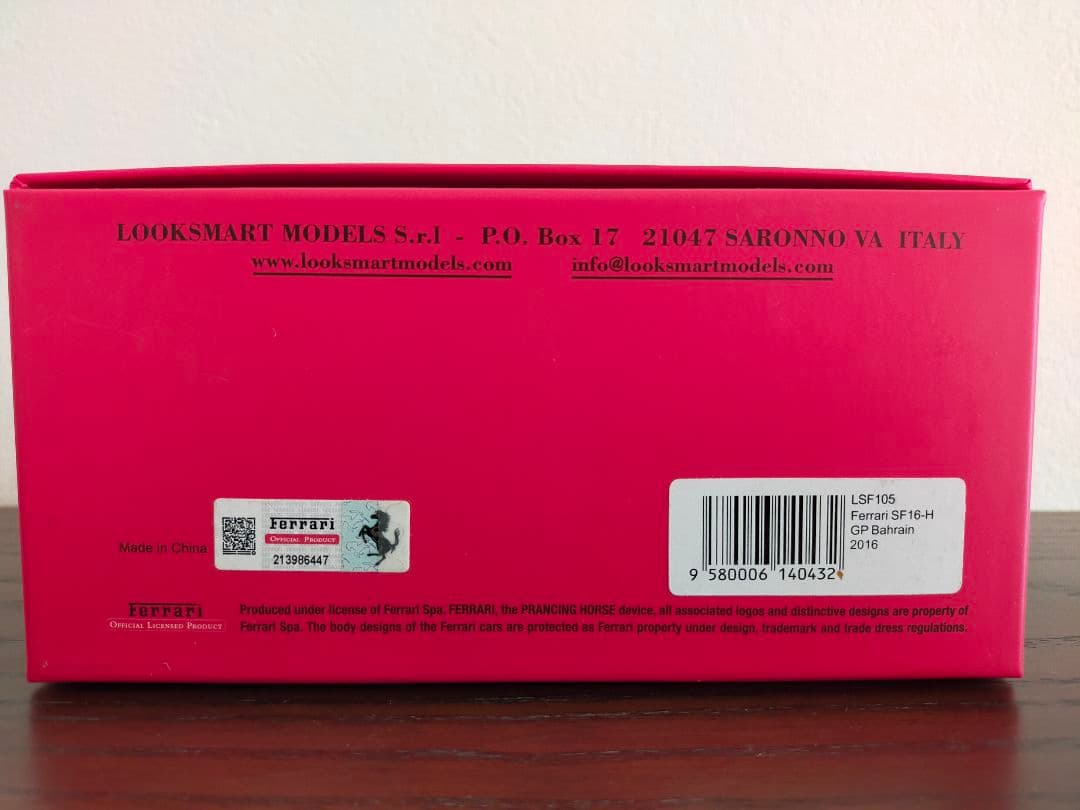 LOOKSMART MODELS S.r.l - P.O. Box 17 21047 SARONNO VA ITALY
www.looksmartmodels.com info@looksmartmodels.com
LSF105
Ferrari SF16-H
GP Bahrain
2016
9 580006 140432
Made in China
Ferrari
OFFICIAL PRODUCT
213986447
Ferrari
OFFICIAL LICENSED PRODUCT
Produced under license of Ferrari Spa. FERRARI, the PRANCING HORSE device, all associated logos and distinctive designs are property of
Ferrari Spa. The body designs of the Ferrari cars are protected as Ferrari property under design, trademark and trade dress regulations.